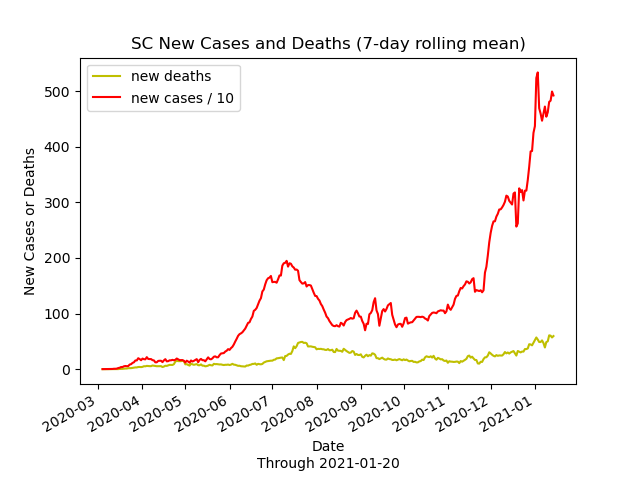 SC New Cases and Deaths (7-day rolling mean)
new deaths
new cases / 10
New Cases or Deaths
500
400
300
200
100
0
2020-03
2020-04
2020-05
2020-06
2020-07
2020-08
2020-09
2020-10
2020-11
2020-12
2021-01
Date
Through 2021-01-20